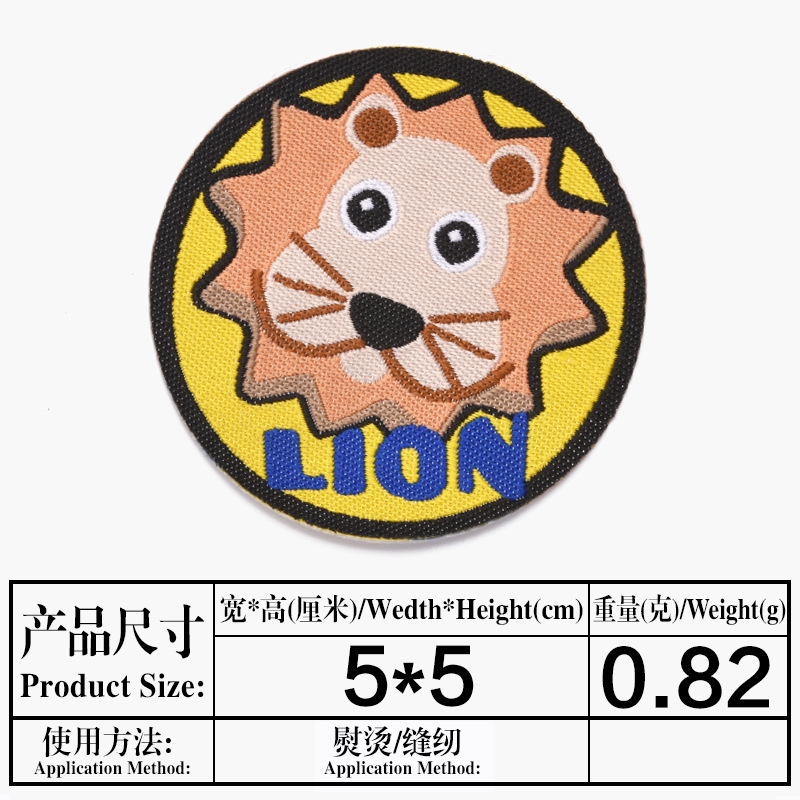 LION
产品尺寸
Product Size:
宽*高(厘米)/Wedth*Height(cm)
重量(克)/Weight(g)
5*5
0.82
使用方法:
Application Method:
熨烫/缝纫
Application Method: